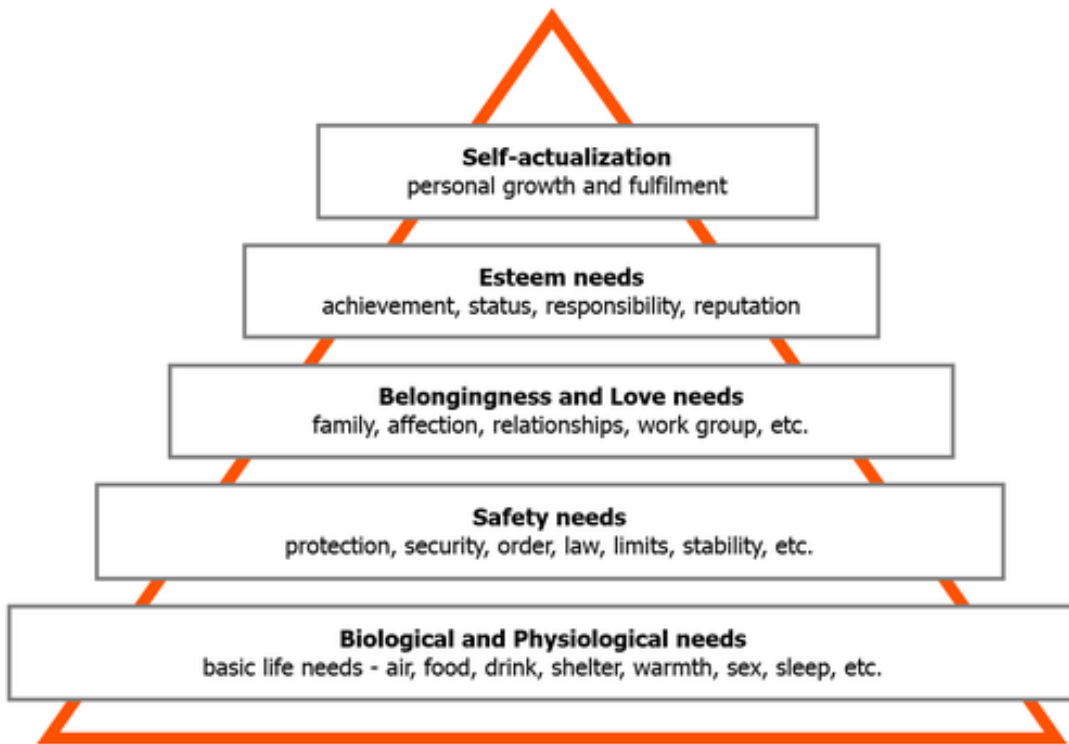 Self-actualization
personal growth and fulfilment
Esteem needs
achievement, status, responsibility, reputation
Belongingness and Love needs
family, affection, relationships, work group, etc.
Safety needs
protection, security, order, law, limits, stability, etc.
Biological and Physiological needs
basic life needs - air, food, drink, shelter, warmth, sex, sleep, etc.